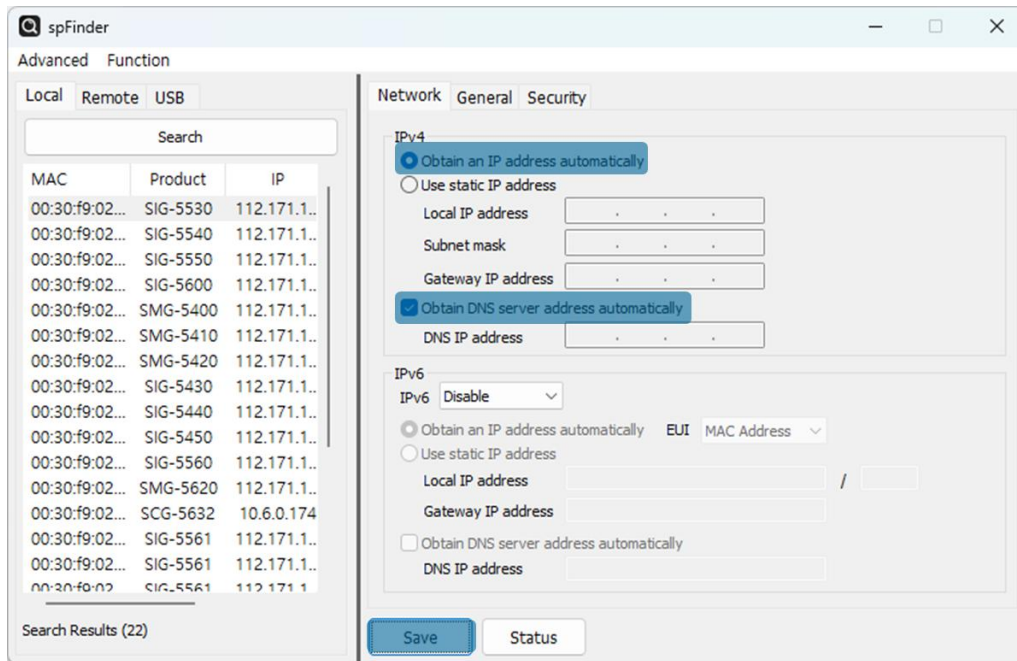 spFinder
Advanced Function
Local Remote USB
Search
MAC Product IP
00:30:f9:02... SIG-5530 112.171.1..
00:30:f9:02... SIG-5540 112.171.1..
00:30:f9:02... SIG-5550 112.171.1..
00:30:f9:02... SIG-5600 112.171.1..
00:30:f9:02... SMG-5400 112.171.1..
00:30:f9:02... SMG-5410 112.171.1..
00:30:f9:02... SMG-5420 112.171.1..
00:30:f9:02... SIG-5430 112.171.1..
00:30:f9:02... SIG-5440 112.171.1..
00:30:f9:02... SIG-5450 112.171.1..
00:30:f9:02... SIG-5560 112.171.1..
00:30:f9:02... SMG-5620 112.171.1..
00:30:f9:02... SCG-5632 10.6.0.174
00:30:f9:02... SIG-5561 112.171.1..
00:30:f9:02... SIG-5561 112.171.1..
00:30:f9:02 SIG-5561 112 171 1
Search Results (22)
Network General Security
IPv4
Obtain an IP address automatically
Use static IP address
Local IP address . . .
Subnet mask . . .
Gateway IP address . . .
Obtain DNS server address automatically
DNS IP address . . .
IPv6
IPv6 Disable
Obtain an IP address automatically EUI MAC Address
Use static IP address
Local IP address /
Gateway IP address
Obtain DNS server address automatically
DNS IP address
Save Status